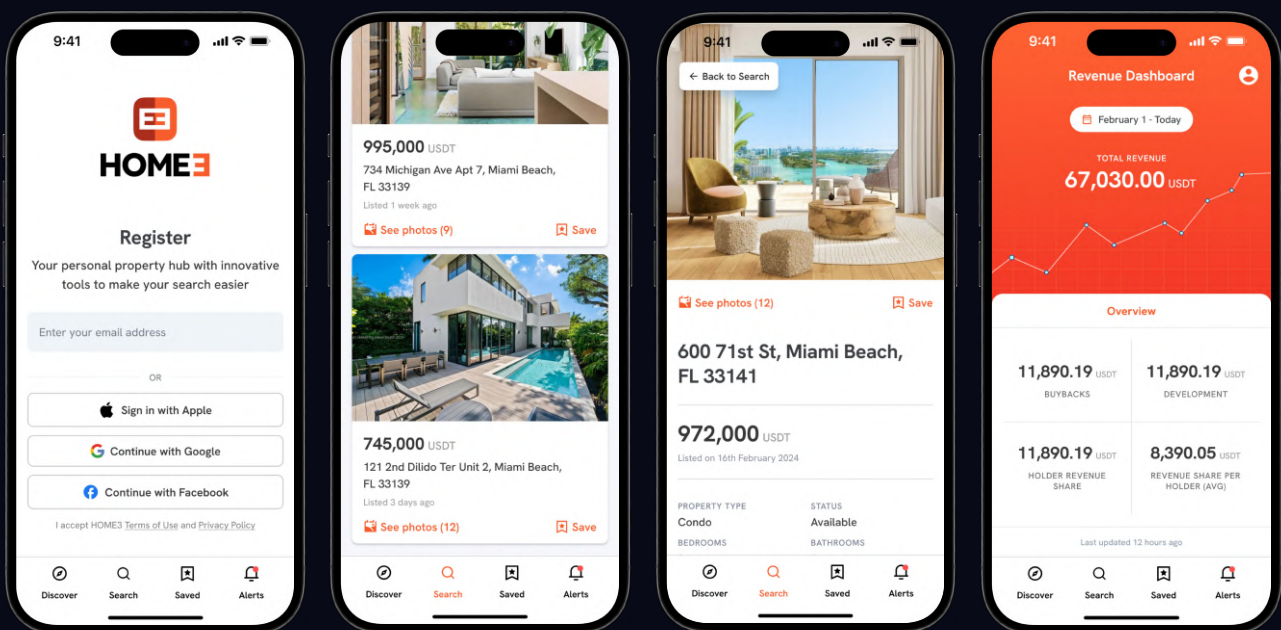 9:41
HOME3
Register
Your personal property hub with innovative
tools to make your search easier
Enter your email address
OR
Sign in with Apple
Continue with Google
Continue with Facebook
I accept HOME3 Terms of Use and Privacy Policy
Discover
Search
Saved
Alerts
995,000 USDT
734 Michigan Ave Apt 7, Miami Beach,
FL 33139
Listed 1 week ago
See photos (9)
Save
745,000 USDT
121 2nd Dilido Ter Unit 2, Miami Beach,
FL 33139
Listed 3 days ago
See photos (12)
Save
Discover
Search
Saved
Alerts
9:41
← Back to Search
See photos (12)
Save
600 71st St, Miami Beach,
FL 33141
972,000 USDT
Listed on 16th February 2024
PROPERTY TYPE
Condo
STATUS
Available
BEDROOMS
BATHROOMS
Discover
Search
Saved
Alerts
9:41
Revenue Dashboard
February 1 - Today
TOTAL REVENUE
67,030.00 USDT
Overview
11,890.19 USDT
BUYBACKS
11,890.19 USDT
DEVELOPMENT
11,890.19 USDT
HOLDER REVENUE
SHARE
8,390.05 USDT
REVENUE SHARE PER
HOLDER (AVG)
Last updated 12 hours ago
Discover
Search
Saved
Alerts